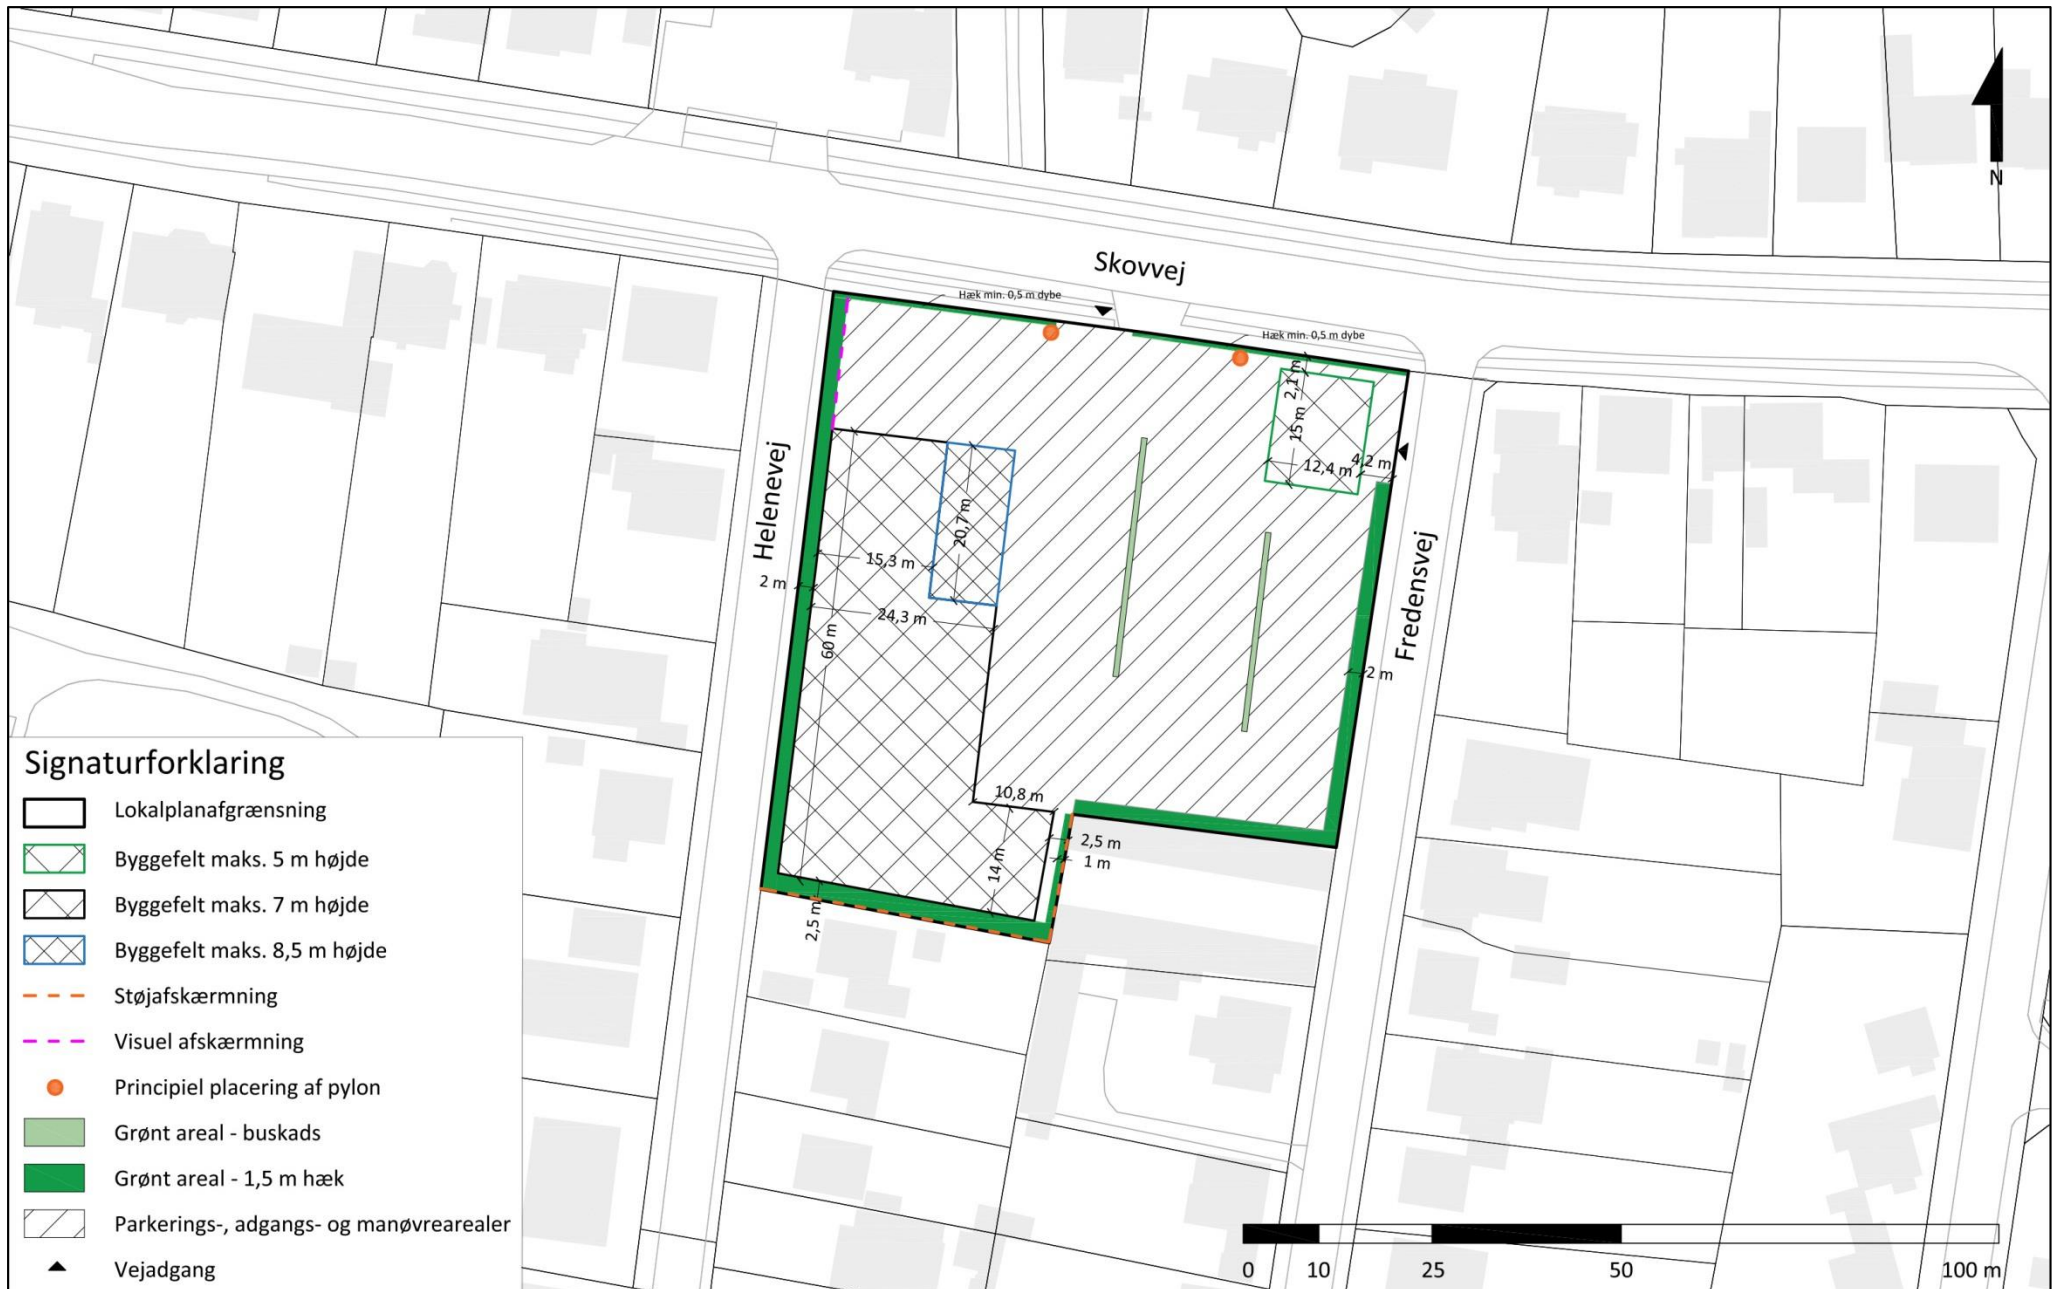 N
Skovvej
Hæk min. 0,5 m dybe
Hæk min. 0,5 m dybe
2,1 m
15 m
12,4 m
4,2 m
Helenevej
20,7 m
15,3 m
2 m
24,3 m
60 m
Fredensvej
2 m
10,8 m
2,5 m
1 m
14 m
2,5 m
Signaturforklaring
Lokalplanafgrænsning
Byggefelt maks. 5 m højde
Byggefelt maks. 7 m højde
Byggefelt maks. 8,5 m højde
Støjafskærmning
Visuel afskærmning
Principiel placering af pylon
Grønt areal - buskads
Grønt areal - 1,5 m hæk
Parkerings-, adgangs- og manøvrearealer
Vejadgang
0 10 25 50 100 m